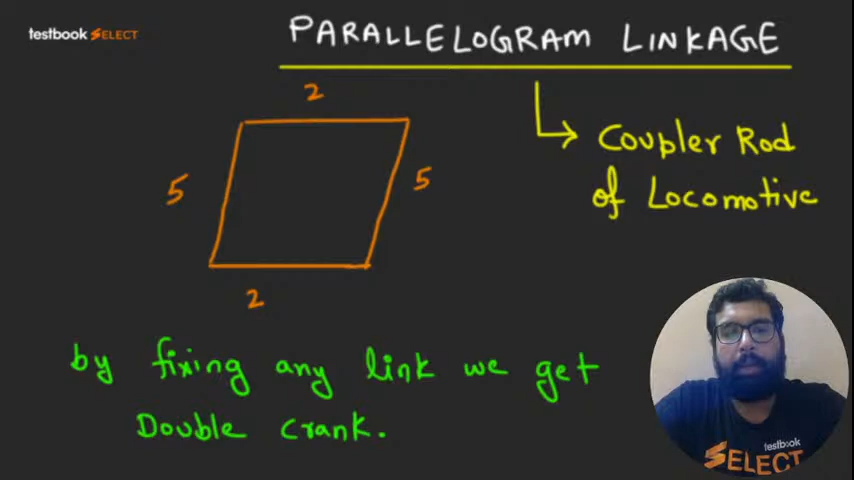 testbook SELECT
PARALLELOGRAM LINKAGE
2
Coupler Rod
of Locomotive
5
5
2
by fixing any link we get
Double crank.
testbook
SELECT